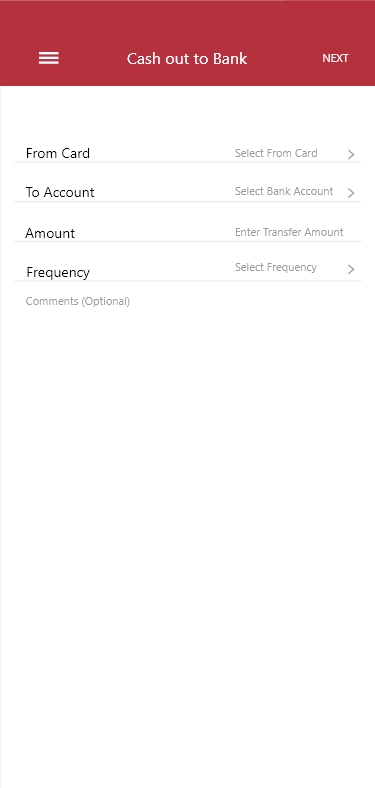 Cash out to Bank NEXT
From Card Select From Card
To Account Select Bank Account
Amount Enter Transfer Amount
Frequency Select Frequency
Comments (Optional)